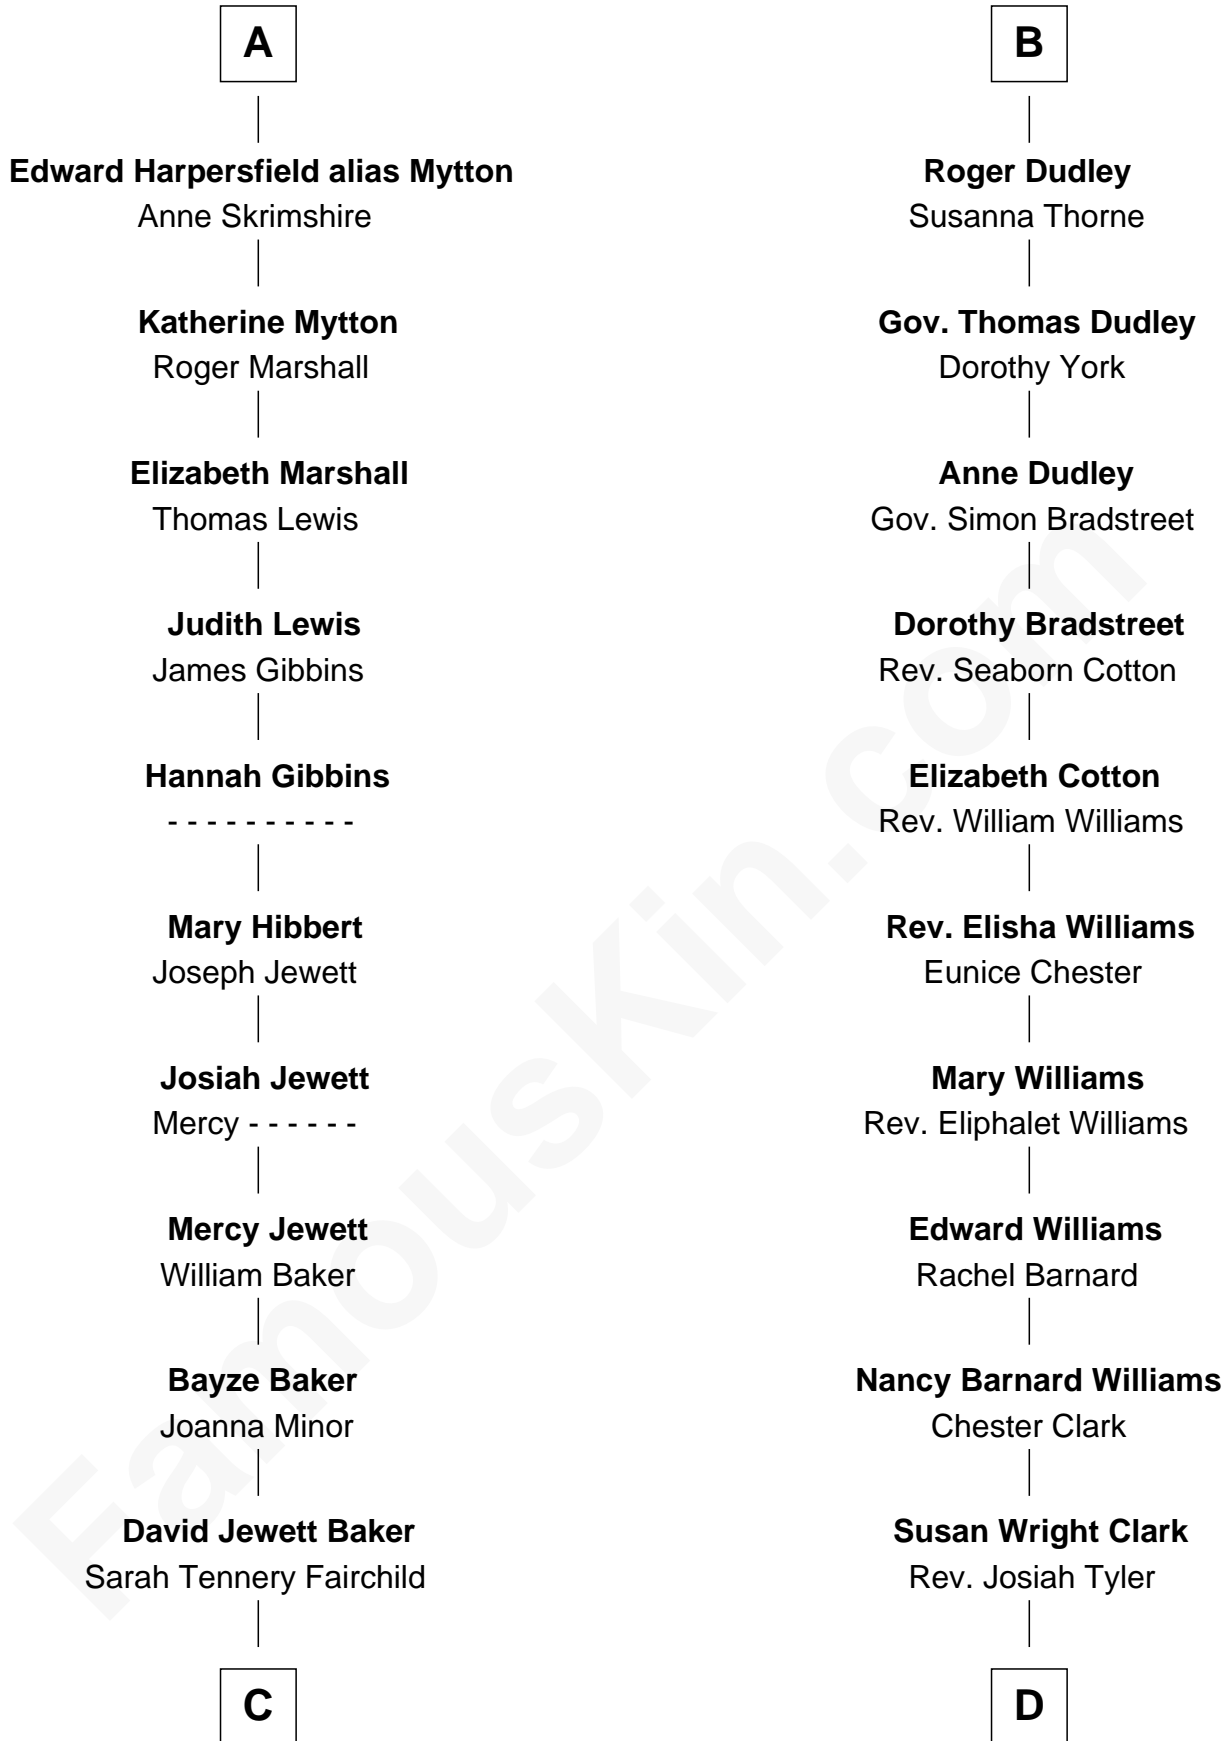 A
Edward Harpersfield alias Mytton
Anne Skrimshire
Katherine Mytton
Roger Marshall
Elizabeth Marshall
Thomas Lewis
Judith Lewis
James Gibbins
Hannah Gibbins
- - - - - - - - - -
Mary Hibbert
Joseph Jewett
Josiah Jewett
Mercy - - - - - -
Mercy Jewett
William Baker
Bayze Baker
Joanna Minor
David Jewett Baker
Sarah Tennery Fairchild
C
B
Roger Dudley
Susanna Thorne
Gov. Thomas Dudley
Dorothy York
Anne Dudley
Gov. Simon Bradstreet
Dorothy Bradstreet
Rev. Seaborn Cotton
Elizabeth Cotton
Rev. William Williams
Rev. Elisha Williams
Eunice Chester
Mary Williams
Rev. Eliphalet Williams
Edward Williams
Rachel Barnard
Nancy Barnard Williams
Chester Clark
Susan Wright Clark
Rev. Josiah Tyler
D
FamousKin.com